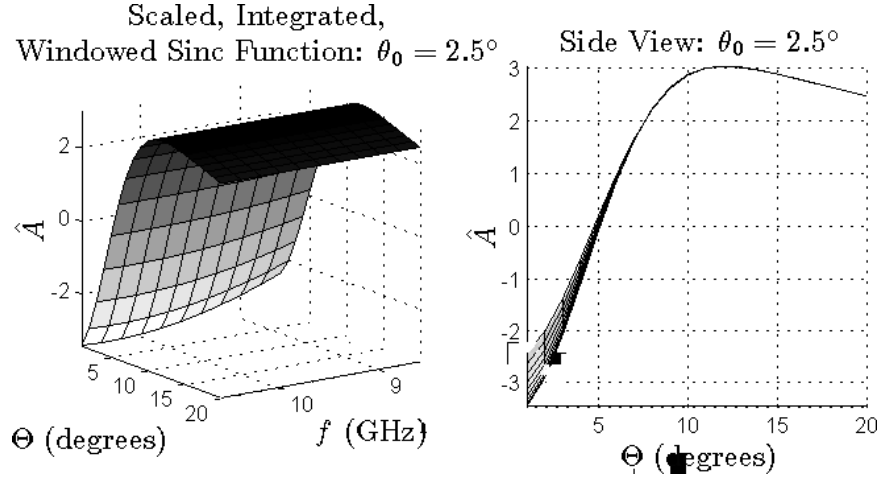 Scaled, Integrated,
Windowed Sinc Function: θ₀ = 2.5°
2
0
-2
Â
5
10
15
20
10
9
Θ (degrees)
f (GHz)
Side View: θ₀ = 2.5°
3
2
1
0
-1
-2
-3
Â
5
10
15
20
Θ (degrees)